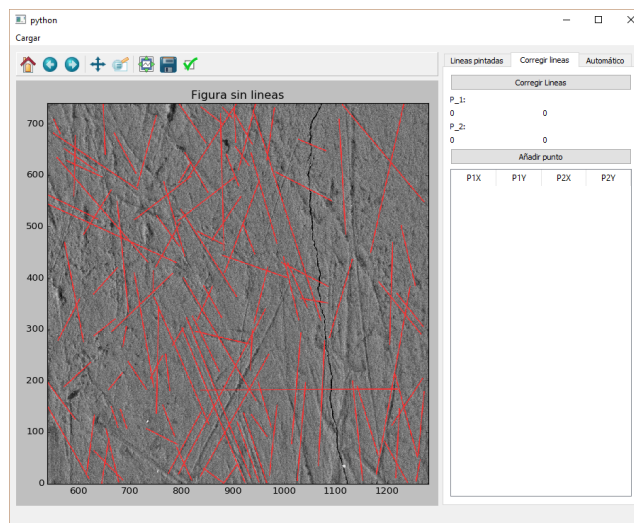 python
Cargar
Lineas pintadas Corregir lineas Automático
Corregir Lineas
P_1:
0 0
P_2:
0 0
Añadir punto
P1X P1Y P2X P2Y
Figura sin lineas
700
600
500
400
300
200
100
0
600 700 800 900 1000 1100 1200